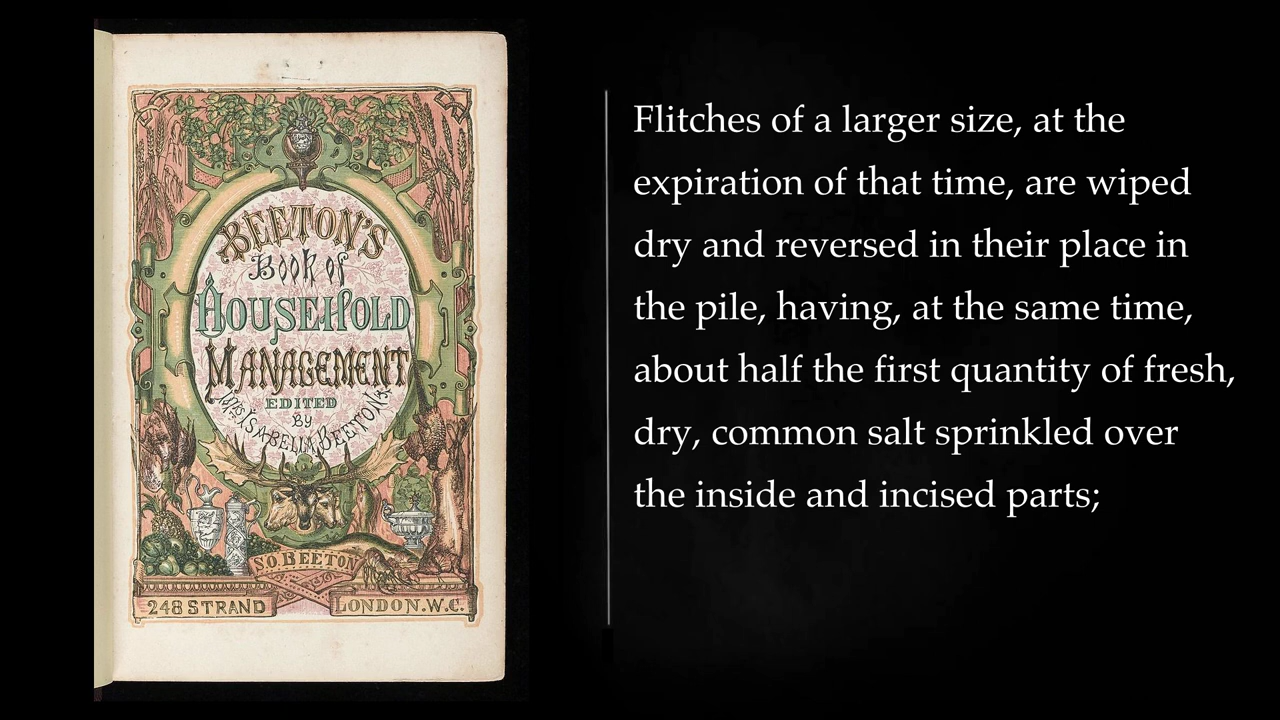 BEETON'S
Book of
HOUSEHOLD
MANAGEMENT
EDITED
BY
MRS ISABELLA BEETON.
S.O. BEETON
248 STRAND
LONDON. W.C.
Flitches of a larger size, at the
expiration of that time, are wiped
dry and reversed in their place in
the pile, having, at the same time,
about half the first quantity of fresh,
dry, common salt sprinkled over
the inside and incised parts;